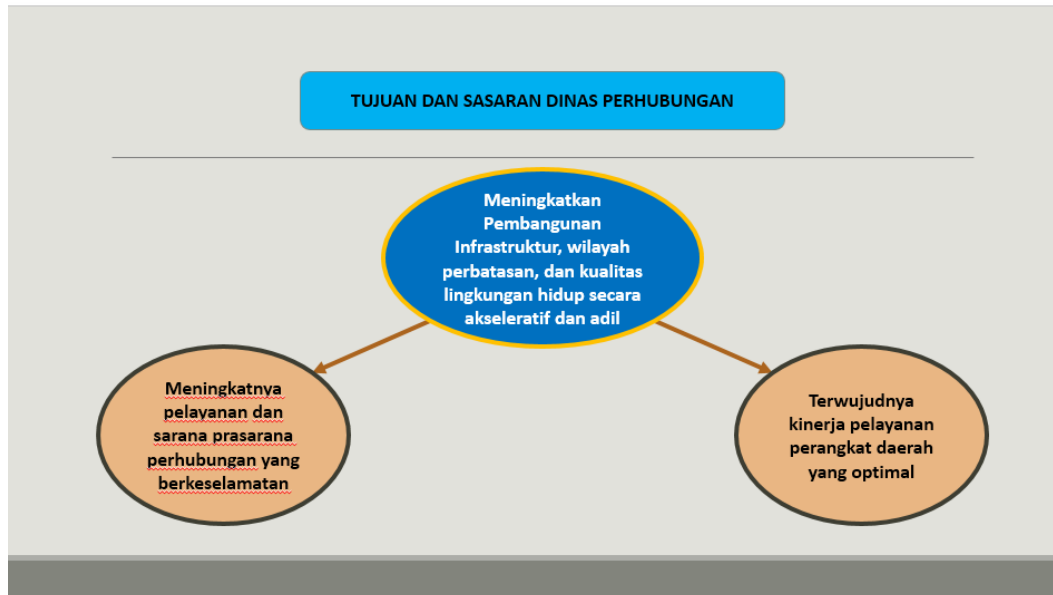 TUJUAN DAN SASARAN DINAS PERHUBUNGAN
Meningkatkan
Pembangunan
Infrastruktur, wilayah
perbatasan, dan kualitas
lingkungan hidup secara
akseleratif dan adil
Meningkatnya
pelayanan dan
sarana prasarana
perhubungan yang
berkeselamatan
Terwujudnya
kinerja pelayanan
perangkat daerah
yang optimal